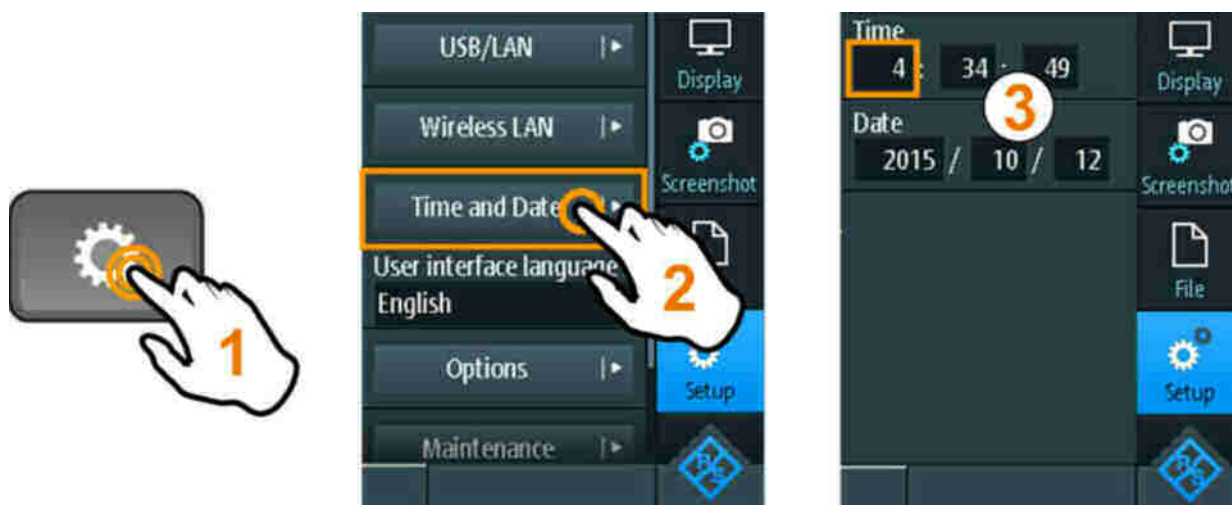 1
USB/LAN
Wireless LAN
Time and Date
User interface language
English
Options
Maintenance
2
Display
Screenshot
Setup
R/S
Time
4 : 34 : 49
3
Date
2015 / 10 / 12
Display
Screenshot
File
Setup
R/S